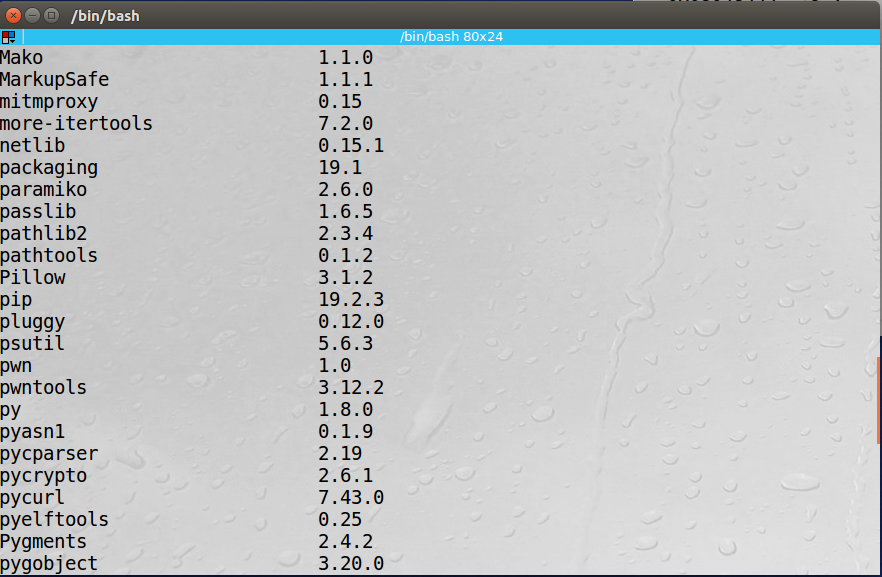 /bin/bash
/bin/bash 80x24
Mako 1.1.0
MarkupSafe 1.1.1
mitmproxy 0.15
more-itertools 7.2.0
netlib 0.15.1
packaging 19.1
paramiko 2.6.0
passlib 1.6.5
pathlib2 2.3.4
pathtools 0.1.2
Pillow 3.1.2
pip 19.2.3
pluggy 0.12.0
psutil 5.6.3
pwn 1.0
pwntools 3.12.2
py 1.8.0
pyasn1 0.1.9
pycparser 2.19
pycrypto 2.6.1
pycurl 7.43.0
pyelftools 0.25
Pygments 2.4.2
pygobject 3.20.0